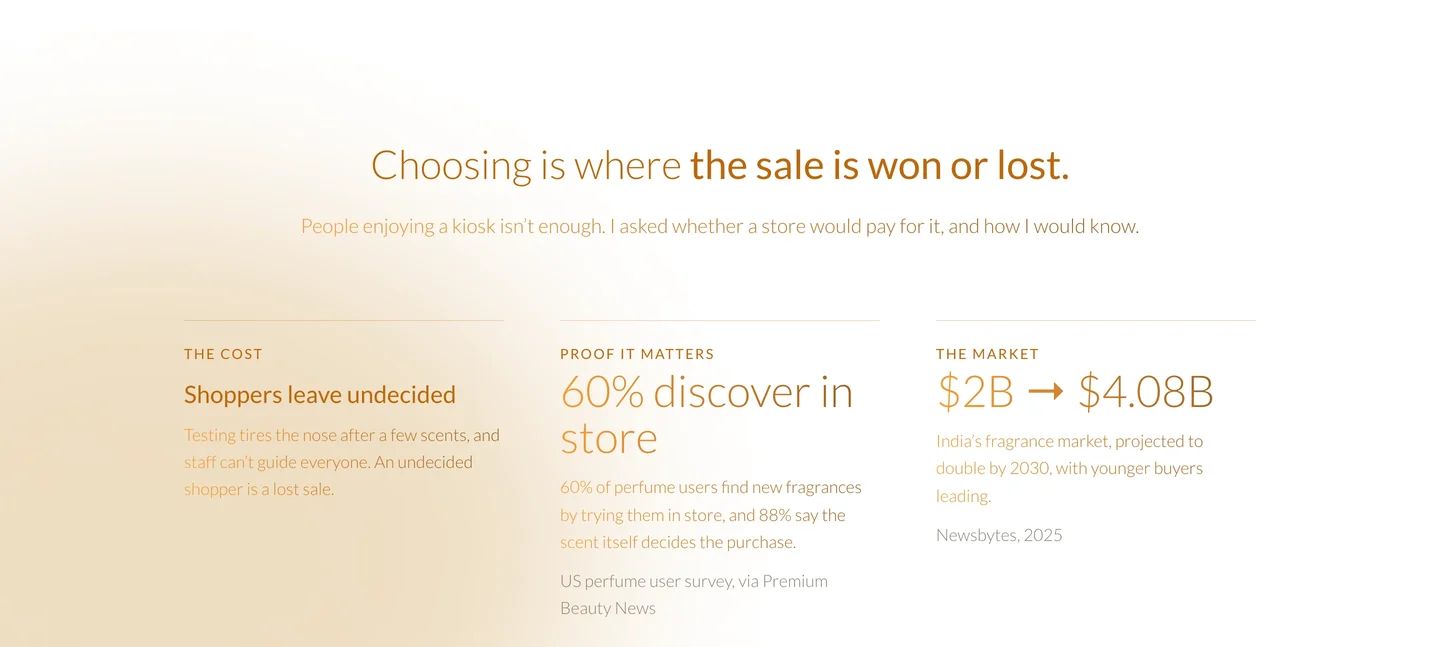 Choosing is where the sale is won or lost.
People enjoying a kiosk isn’t enough. I asked whether a store would pay for it, and how I would know.
THE COST
Shoppers leave undecided
Testing tires the nose after a few scents, and
staff can’t guide everyone. An undecided
shopper is a lost sale.
PROOF IT MATTERS
60% discover in
store
60% of perfume users find new fragrances
by trying them in store, and 88% say the
scent itself decides the purchase.
US perfume user survey, via Premium
Beauty News
THE MARKET
$2B → $4.08B
India’s fragrance market, projected to
double by 2030, with younger buyers
leading.
Newsbytes, 2025